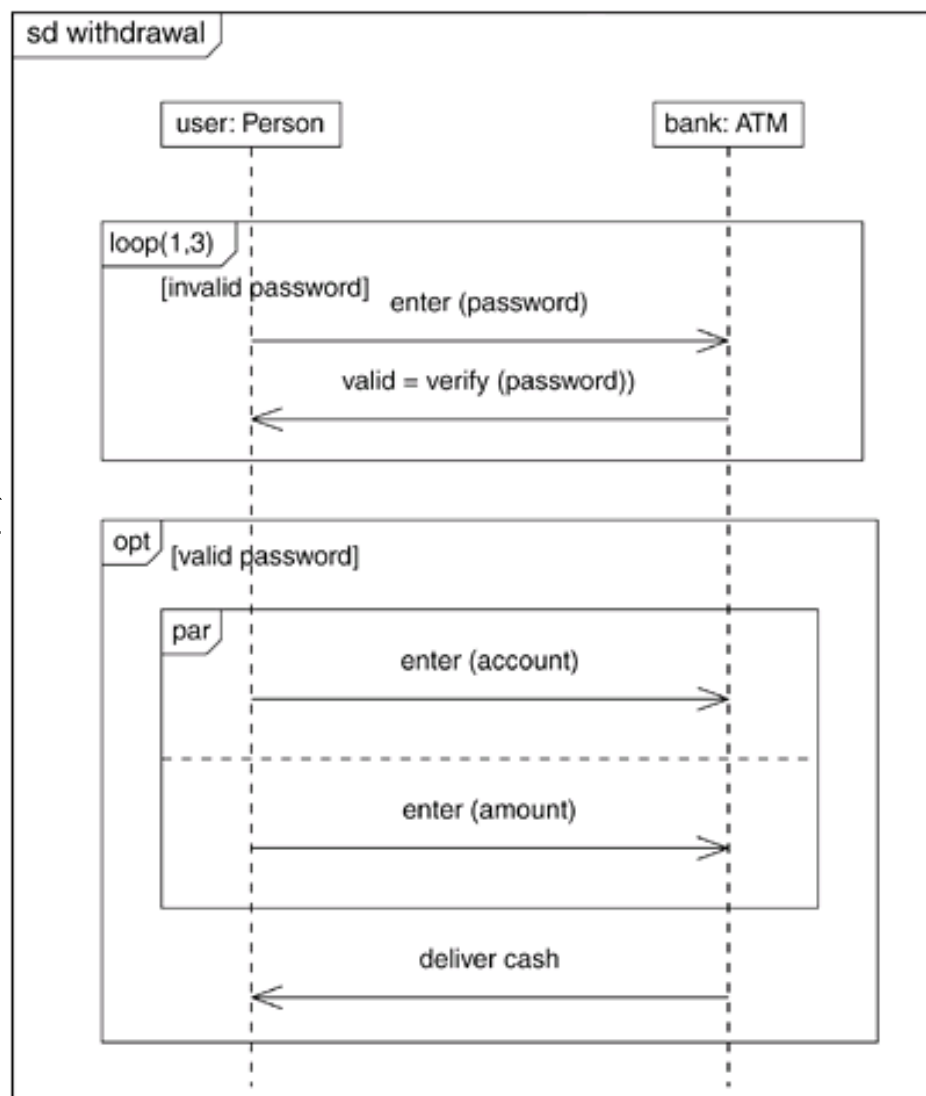 sd withdrawal
user: Person
bank: ATM
loop(1,3)
[invalid password]
enter (password)
valid = verify (password))
opt
[valid password]
par
enter (account)
enter (amount)
deliver cash